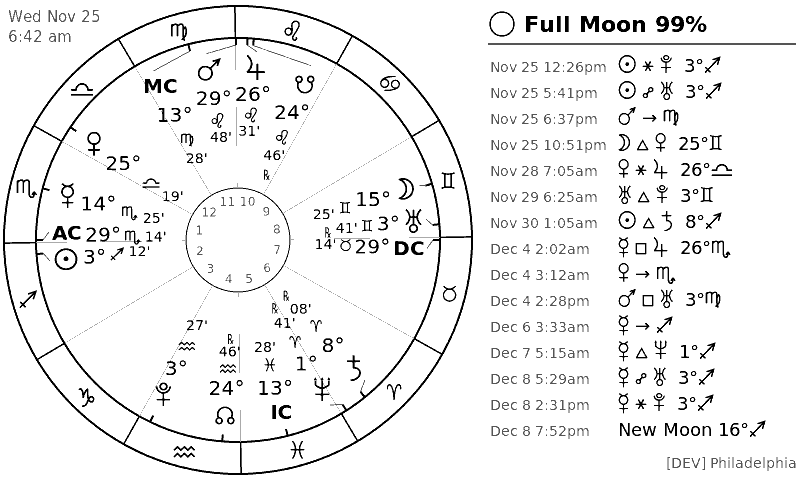 Wed Nov 25
6:42 am
MC
♂ 29° ♌ 48'
♃ 26° ♌ 31'
☋ 24° ♌ 46' ℞
13° ♍ 28'
♀ 25° ♎ 19'
☿ 14° ♏ 25'
AC 29° ♏ 14'
☉ 3° ♐ 12'
☽ 15° ♊ 25'
♅ 3° ♊ 41' ℞
DC 29° ♉ 14'
12 11 10 9
1 8
2 7
3 4 5 6
♇ 3° ♒ 27'
☊ 24° ♒ 46' ℞
IC 13° ♓ 28'
♆ 1° ♈ 41' ℞
♄ 8° ♈ 08' ℞
♍ ♌ ♋ ♊ ♉ ♈ ♓ ♒ ♑ ♐ ♏ ♎
Full Moon 99%
Nov 25 12:26pm ☉ ⚹ ♇ 3°♐
Nov 25 5:41pm ☉ ☍ ♅ 3°♐
Nov 25 6:37pm ♂ → ♍
Nov 25 10:51pm ☽ △ ♀ 25°♊
Nov 28 7:05am ♀ ⚹ ♃ 26°♎
Nov 29 6:25am ♅ △ ♇ 3°♊
Nov 30 1:05am ☉ △ ♄ 8°♐
Dec 4 2:02am ☿ □ ♃ 26°♏
Dec 4 3:12am ♀ → ♏
Dec 4 2:28pm ♂ □ ♅ 3°♍
Dec 6 3:33am ☿ → ♐
Dec 7 5:15am ☿ △ ♆ 1°♐
Dec 8 5:29am ☿ ☍ ♅ 3°♐
Dec 8 2:31pm ☿ ⚹ ♇ 3°♐
Dec 8 7:52pm New Moon 16°♐
[DEV] Philadelphia